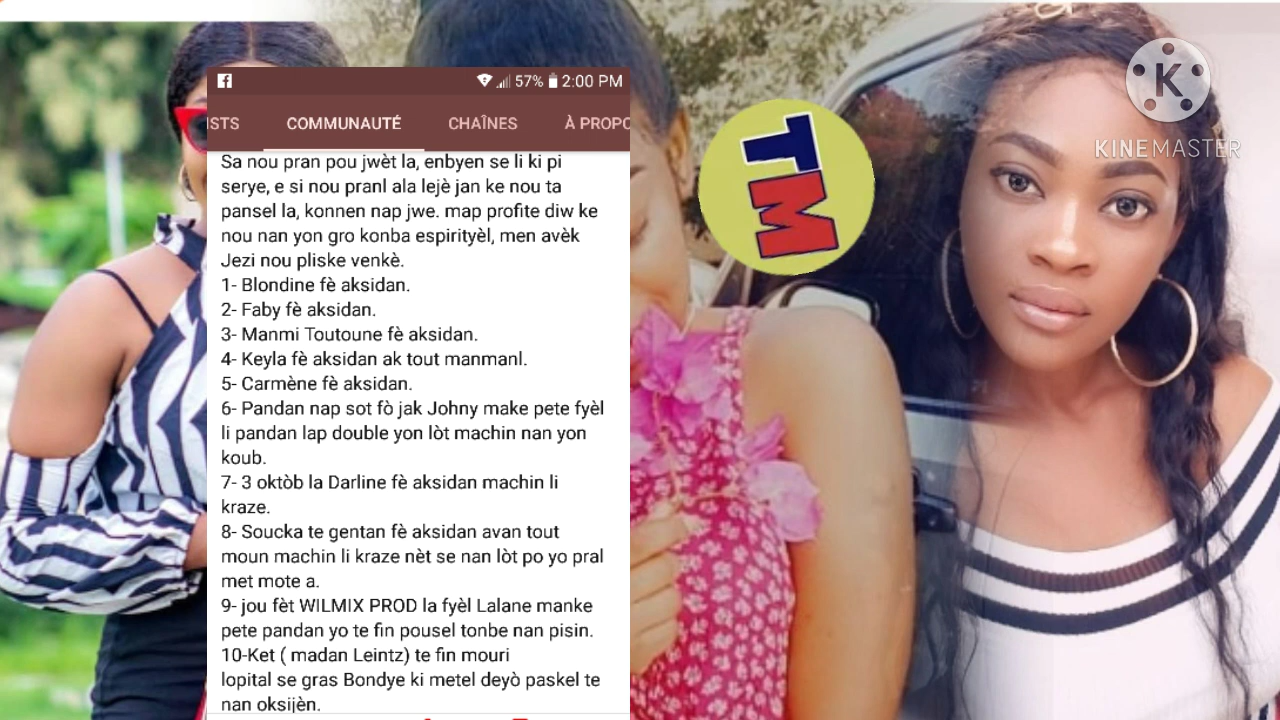 57% 2:00 PM
ISTS COMMUNAUTÉ CHAÎNES À PROPO
Sa nou pran pou jwèt la, enbyen se li ki pi
serye, e si nou pranl ala lejè jan ke nou ta
pansel la, konnen nap jwe. map profite diw ke
nou nan yon gro konba espirityèl, men avèk
Jezi nou pliske venkè.
1- Blondine fè aksidan.
2- Faby fè aksidan.
3- Manmi Toutoune fè aksidan.
4- Keyla fè aksidan ak tout manmanl.
5- Carmène fè aksidan.
6- Pandan nap sot fò jak Johny make pete fyèl
li pandan lap double yon lòt machin nan yon
koub.
7- 3 oktòb la Darline fè aksidan machin li
kraze.
8- Soucka te gentan fè aksidan avan tout
moun machin li kraze nèt se nan lòt po yo pral
met mote a.
9- jou fèt WILMIX PROD la fyèl Lalane manke
pete pandan yo te fin pousel tonbe nan pisin.
10-Ket ( madan Leintz) te fin mouri
lopital se gras Bondye ki metel deyò paskel te
nan oksijèn.
TM
K
KINEMASTER